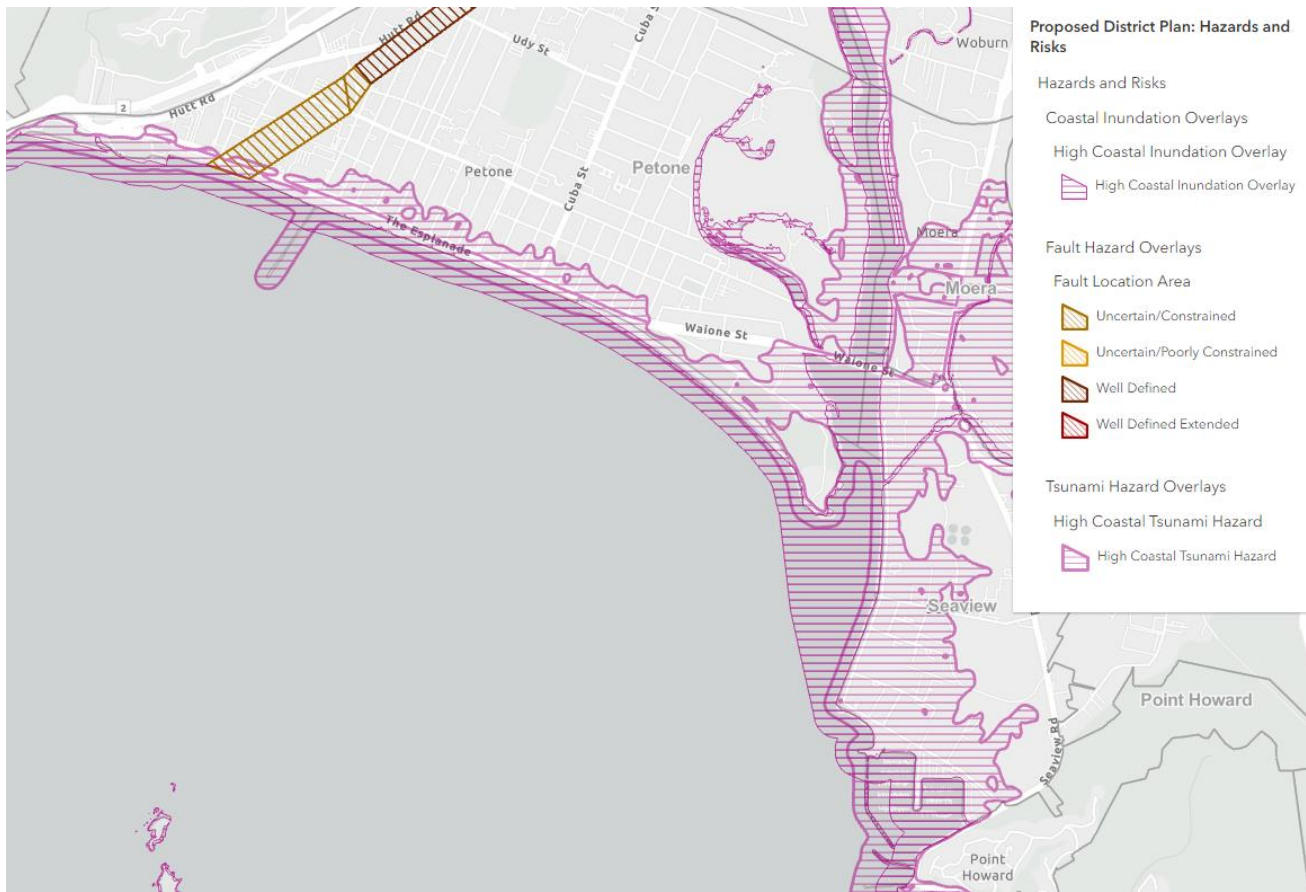 Hutt Rd
Cuba St
Udy St
Woburn
2
Hutt Rd
Petone
Petone
Cuba St
Moera
The Esplanade
Moera
Waione St
Waione St
Seaview
Point Howard
Seaview Rd
Point
Howard
Proposed District Plan: Hazards and
Risks
Hazards and Risks
Coastal Inundation Overlays
High Coastal Inundation Overlay
High Coastal Inundation Overlay
Fault Hazard Overlays
Fault Location Area
Uncertain/Constrained
Uncertain/Poorly Constrained
Well Defined
Well Defined Extended
Tsunami Hazard Overlays
High Coastal Tsunami Hazard
High Coastal Tsunami Hazard